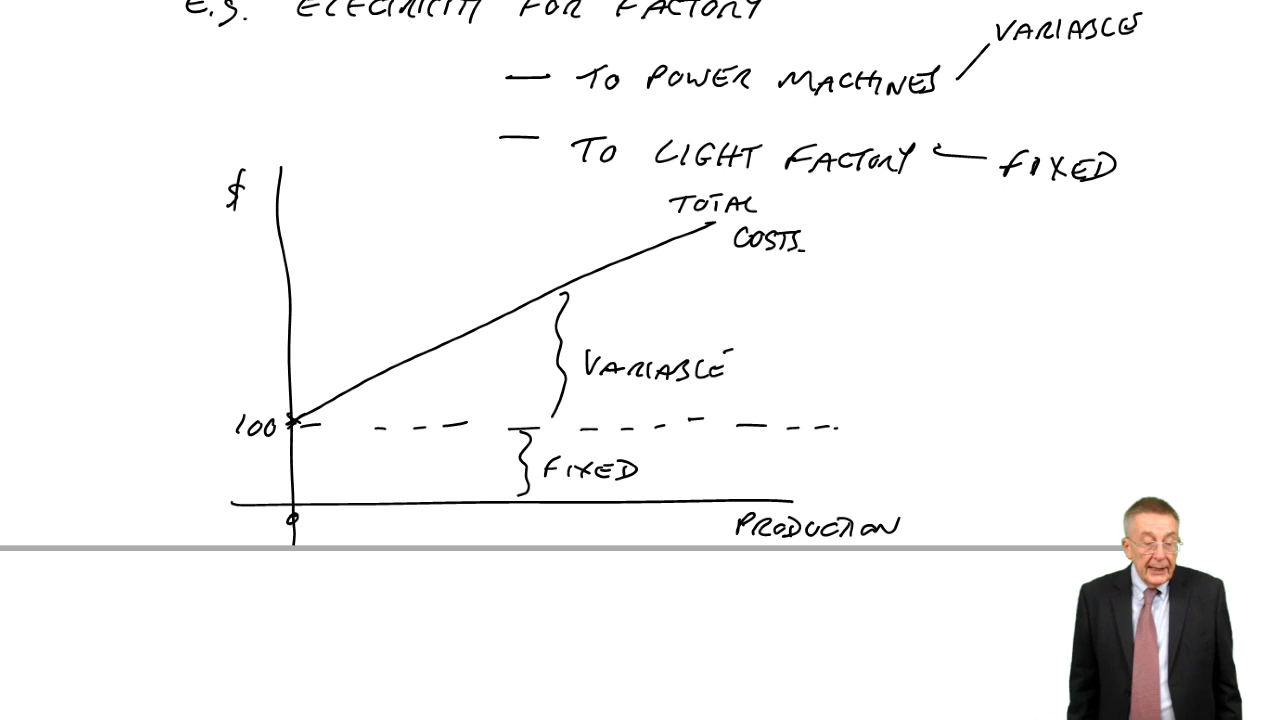 E.g. ELECTRICITY FOR FACTORY
VARIABLE
— TO POWER MACHINES
— TO LIGHT FACTORY
FIXED
$
TOTAL
COSTS
VARIABLE
100
FIXED
0
PRODUCTION